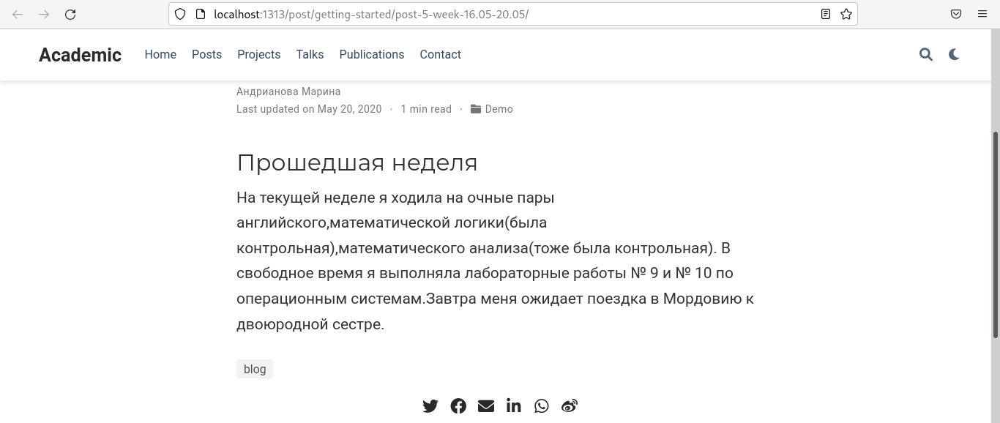 localhost:1313/post/getting-started/post-5-week-16.05-20.05/
Academic Home Posts Projects Talks Publications Contact
Андрианова Марина
Last updated on May 20, 2020 · 1 min read · Demo
Прошедшая неделя
На текущей неделе я ходила на очные пары
английского,математической логики(была
контрольная),математического анализа(тоже была контрольная). В
свободное время я выполняла лабораторные работы № 9 и № 10 по
операционным системам.Завтра меня ожидает поездка в Мордовию к
двоюродной сестре.
blog